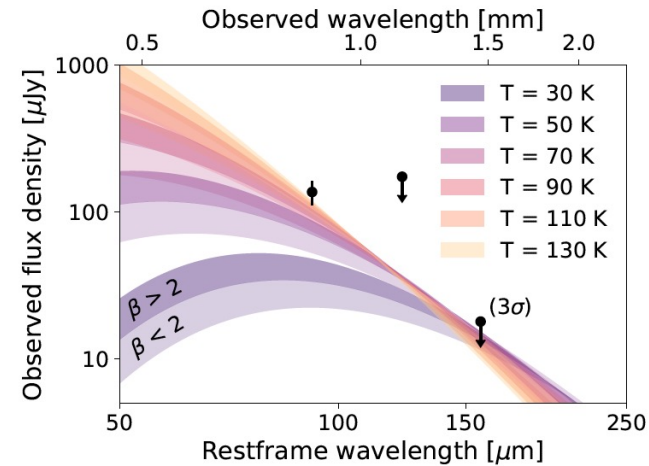 Observed wavelength [mm]
0.5 1.0 1.5 2.0
Observed flux density [μJy]
1000
100
10
T = 30 K
T = 50 K
T = 70 K
T = 90 K
T = 110 K
T = 130 K
β > 2
β < 2
(3σ)
50 100 150 250
Restframe wavelength [μm]